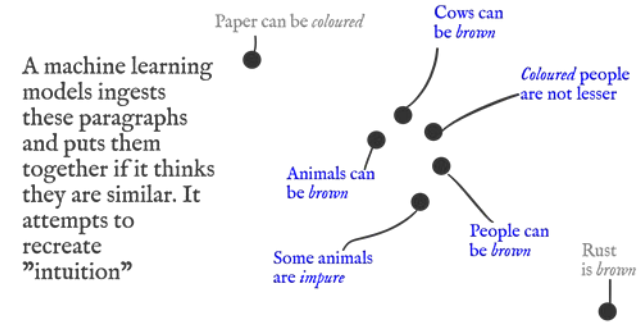 Paper can be coloured
Cows can
be brown
A machine learning
models ingests
these paragraphs
and puts them
together if it thinks
they are similar. It
attempts to
recreate
"intuition"
Coloured people
are not lesser
Animals can
be brown
People can
be brown
Some animals
are impure
Rust
is brown